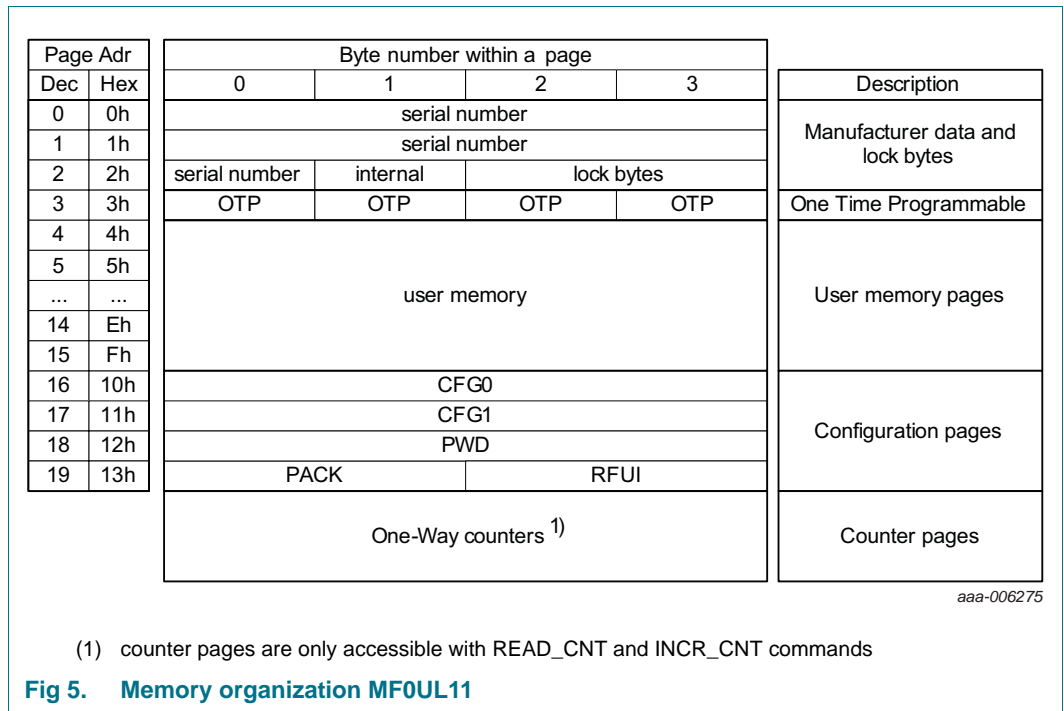 Page Adr Byte number within a page
Dec Hex 0 1 2 3 Description
0 0h serial number
1 1h serial number
Manufacturer data and
lock bytes
2 2h serial number internal lock bytes
3 3h OTP OTP OTP OTP One Time Programmable
4 4h
5 5h
... ... user memory User memory pages
14 Eh
15 Fh
16 10h CFG0
17 11h CFG1
Configuration pages
18 12h PWD
19 13h PACK RFUI
One-Way counters 1) Counter pages
aaa-006275
(1) counter pages are only accessible with READ_CNT and INCR_CNT commands
Fig 5. Memory organization MF0UL11